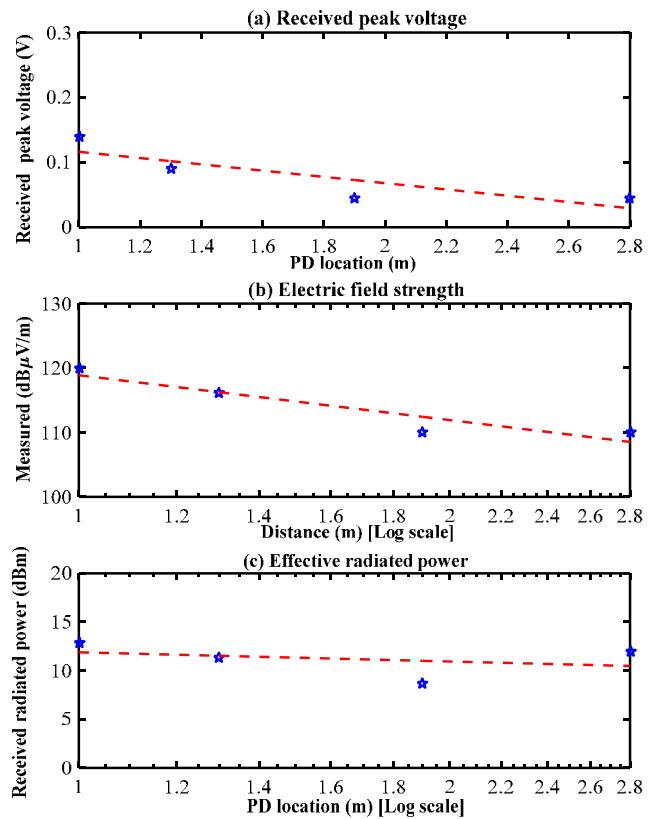 (a) Received peak voltage
Received peak voltage (V)
0.3
0.2
0.1
0
1 1.2 1.4 1.6 1.8 2 2.2 2.4 2.6 2.8
PD location (m)
(b) Electric field strength
Measured (dBμV/m)
130
120
110
100
1 1.2 1.4 1.6 1.8 2 2.2 2.4 2.6 2.8
Distance (m) [Log scale]
(c) Effective radiated power
Received radiated power (dBm)
20
15
10
5
0
1 1.2 1.4 1.6 1.8 2 2.2 2.4 2.6 2.8
PD location (m) [Log scale]